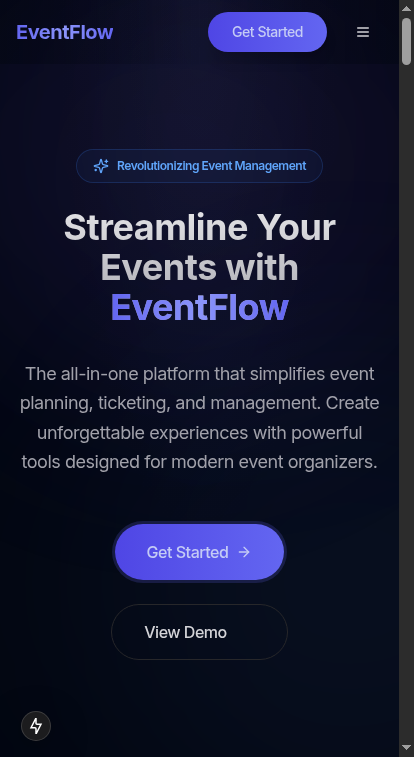 EventFlow
Get Started
Revolutionizing Event Management
Streamline Your
Events with
EventFlow
The all-in-one platform that simplifies event
planning, ticketing, and management. Create
unforgettable experiences with powerful
tools designed for modern event organizers.
Get Started
View Demo